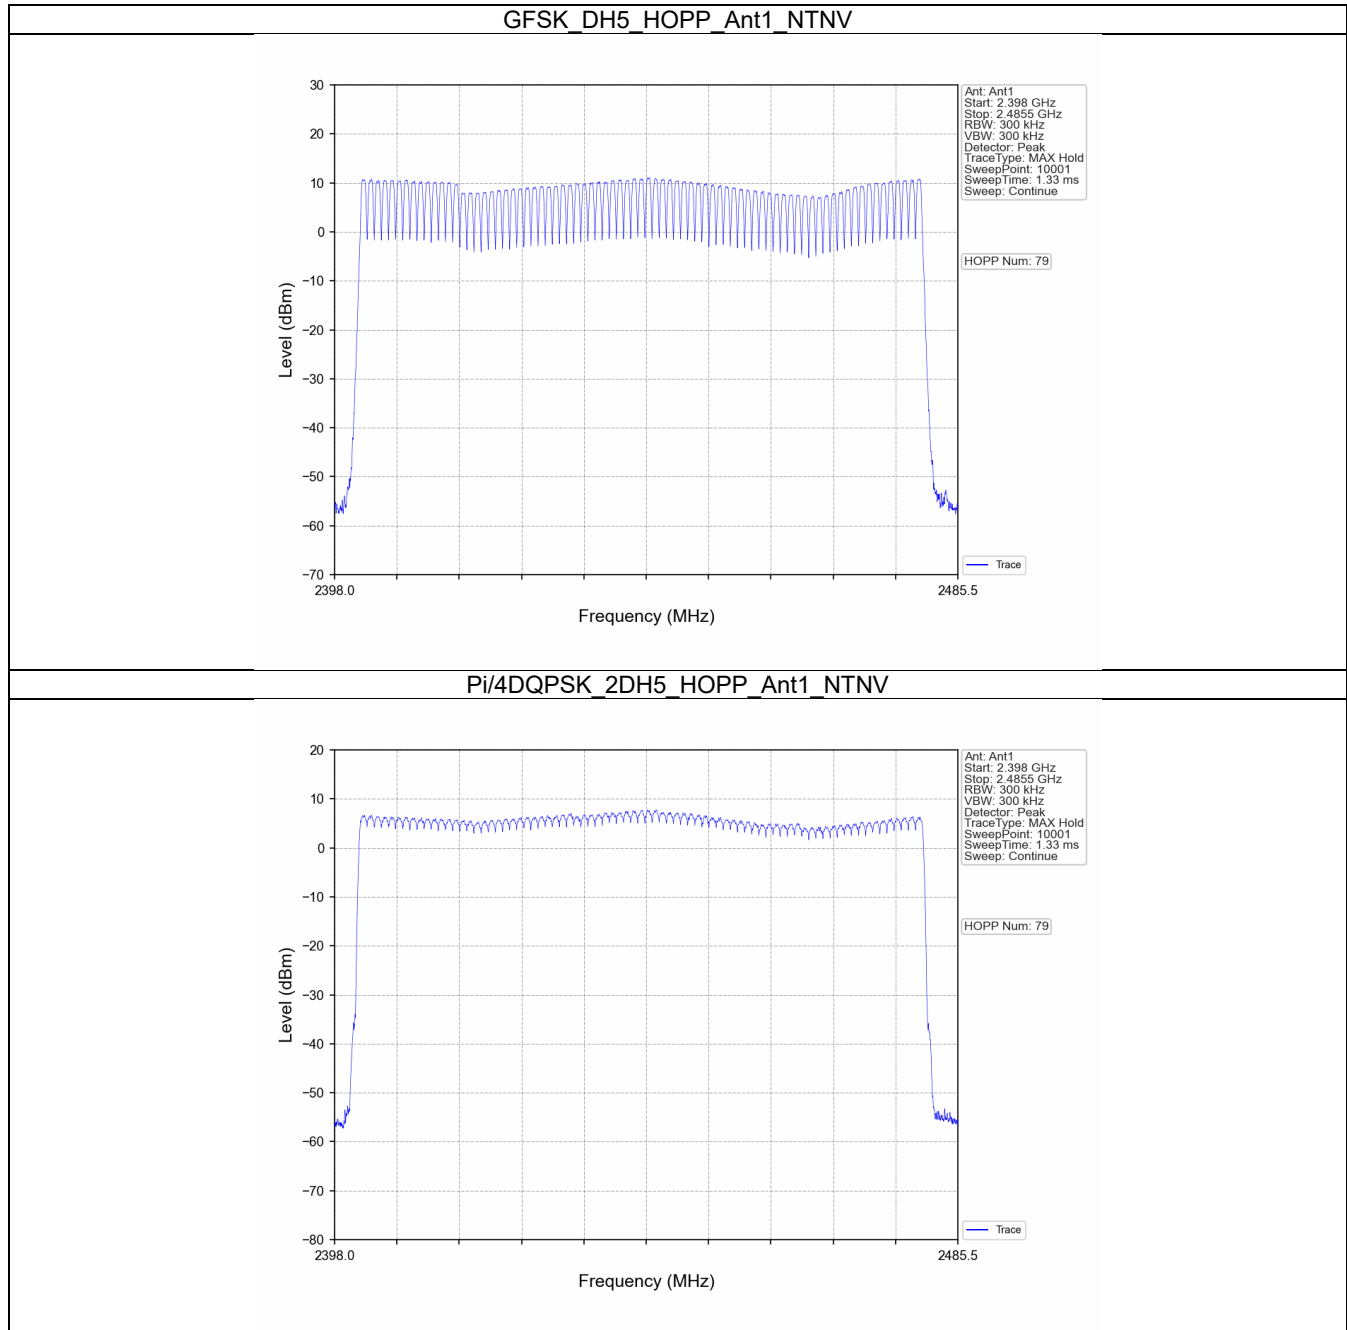 GFSK_DH5_HOPP_Ant1_NTNV
30
20
10
0
−10
−20
−30
−40
−50
−60
−70
Level (dBm)
2398.0
2485.5
Frequency (MHz)
Ant: Ant1
Start: 2.398 GHz
Stop: 2.4855 GHz
RBW: 300 kHz
VBW: 300 kHz
Detector: Peak
TraceType: MAX Hold
SweepPoint: 10001
SweepTime: 1.33 ms
Sweep: Continue
HOPP Num: 79
Trace
Pi/4DQPSK_2DH5_HOPP_Ant1_NTNV
20
10
0
−10
−20
−30
−40
−50
−60
−70
−80
Level (dBm)
2398.0
2485.5
Frequency (MHz)
Ant: Ant1
Start: 2.398 GHz
Stop: 2.4855 GHz
RBW: 300 kHz
VBW: 300 kHz
Detector: Peak
TraceType: MAX Hold
SweepPoint: 10001
SweepTime: 1.33 ms
Sweep: Continue
HOPP Num: 79
Trace